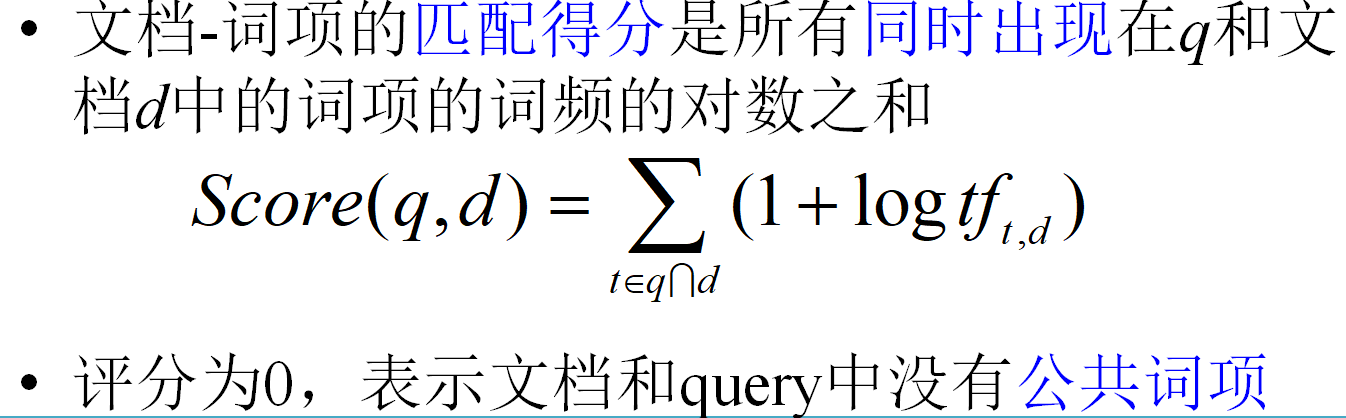 • 文档-词项的匹配得分是所有同时出现在q和文
档d中的词项的词频的对数之和
Score(q,d) = ∑ (1 + log tf_{t,d})
t∈q⋂d
• 评分为0，表示文档和query中没有公共词项